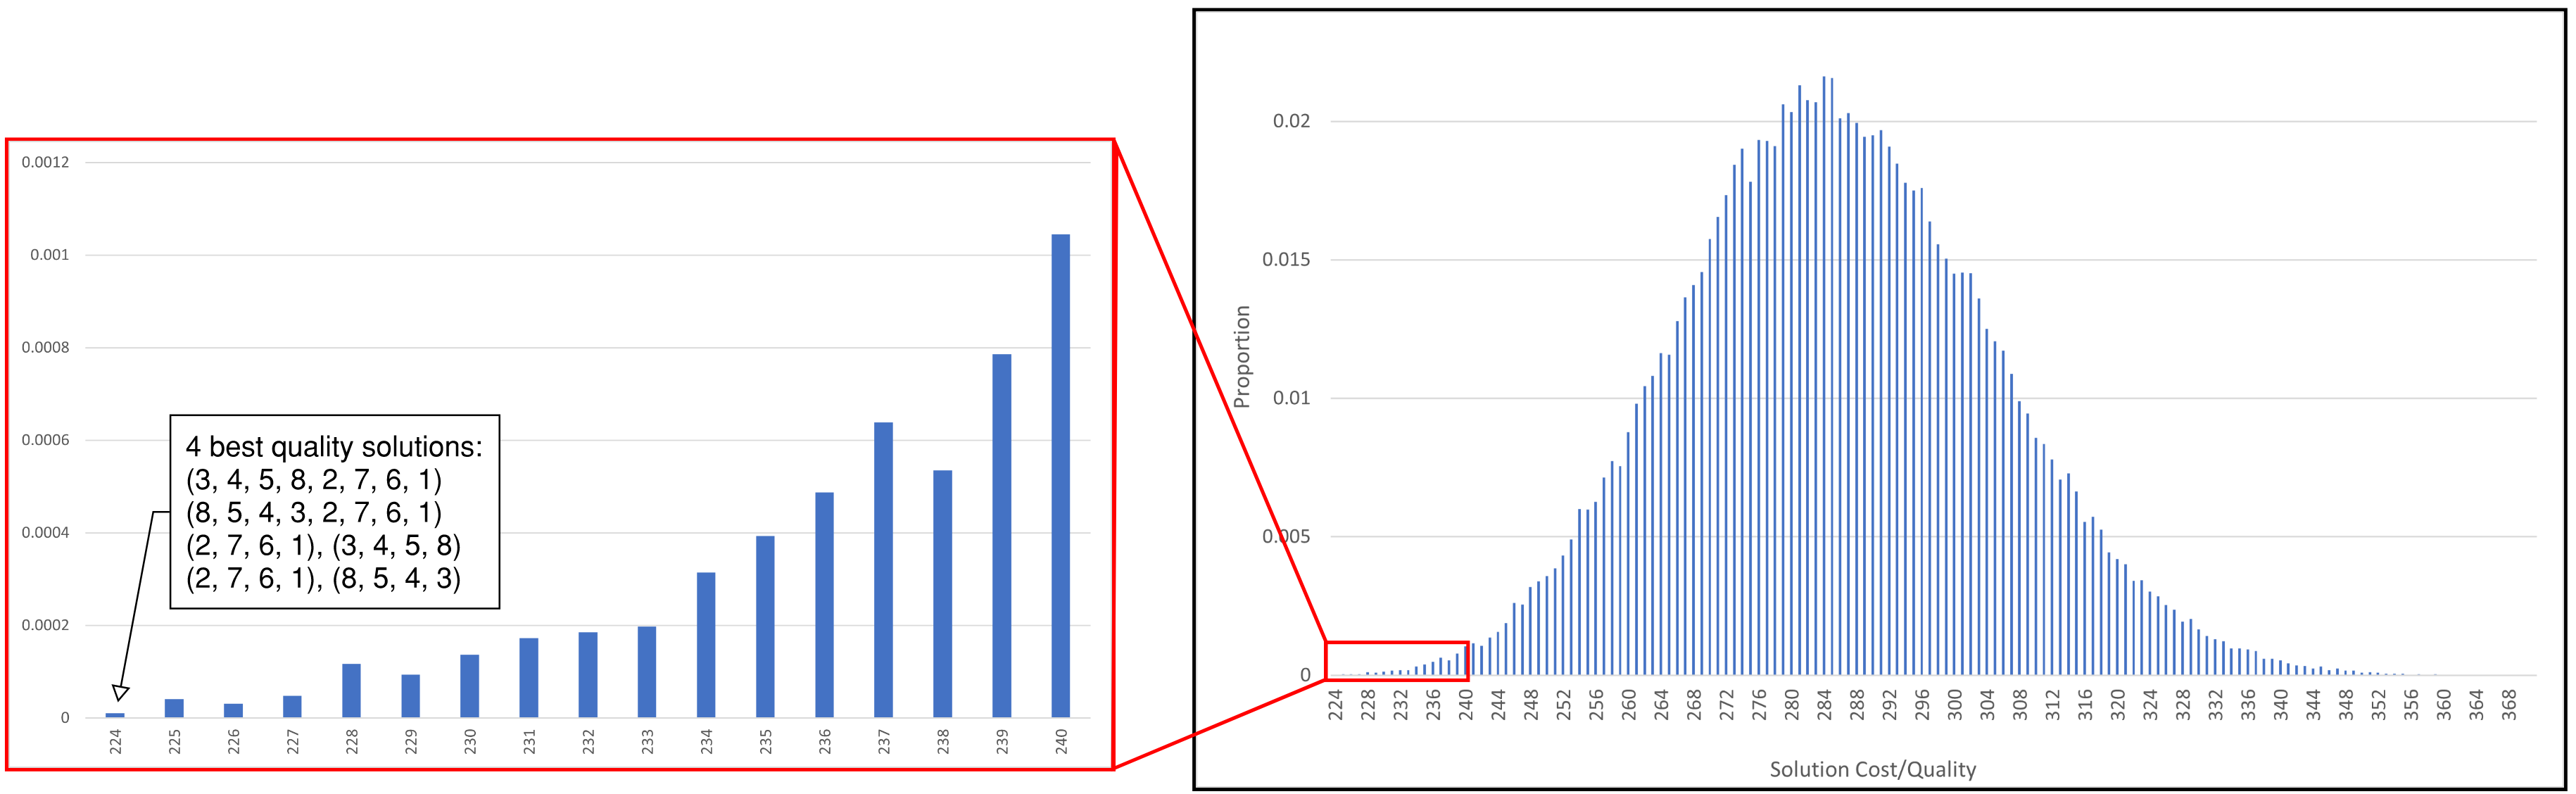 0.0012
0.001
0.0008
0.0006
0.0004
0.0002
0
4 best quality solutions:
(3, 4, 5, 8, 2, 7, 6, 1)
(8, 5, 4, 3, 2, 7, 6, 1)
(2, 7, 6, 1), (3, 4, 5, 8)
(2, 7, 6, 1), (8, 5, 4, 3)
224 225 226 227 228 229 230 231 232 233 234 235 236 237 238 239 240
Proportion
0.02
0.015
0.01
0.005
0
224 228 232 236 240 244 248 252 256 260 264 268 272 276 280 284 288 292 296 300 304 308 312 316 320 324 328 332 336 340 344 348 352 356 360 364 368
Solution Cost/Quality